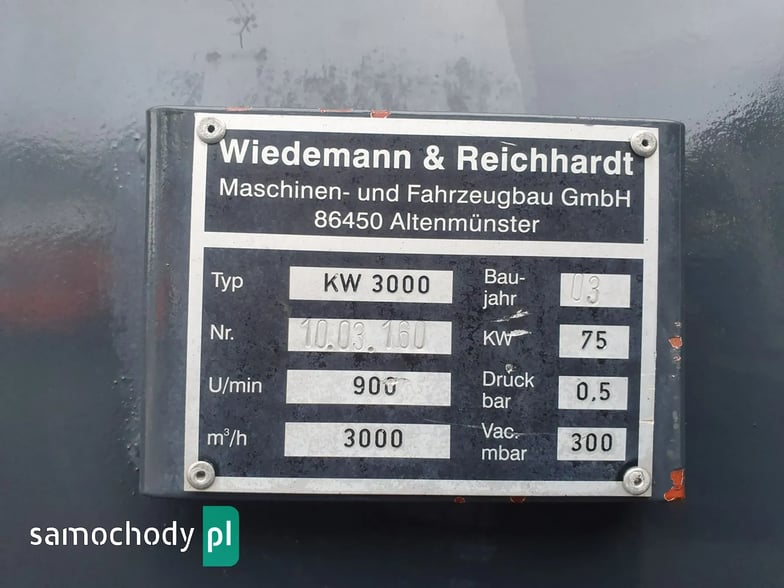 Wiedemann & Reichhardt
Maschinen- und Fahrzeugbau GmbH
86450 Altenmünster
Typ KW 3000
Bau-
jahr 03
Nr. 10.03.160
KW 75
U/min 900
Druck
bar 0,5
m³/h 3000
Vac.
mbar 300
samochody pl